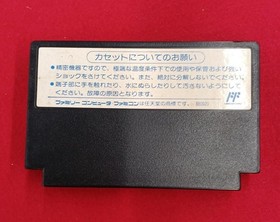 カセットについてのお願い
●精密機器ですので、極端な温度条件下での使用や保管および強い
ショックをさけてください。また、絶対に分解しないでください。
●端子部に手を触れたり、水にぬらしたりして汚さないようにして
ください。故障の原因となります。
ファミリーコンピュータ ファミコンは任天堂の商標です。
FF